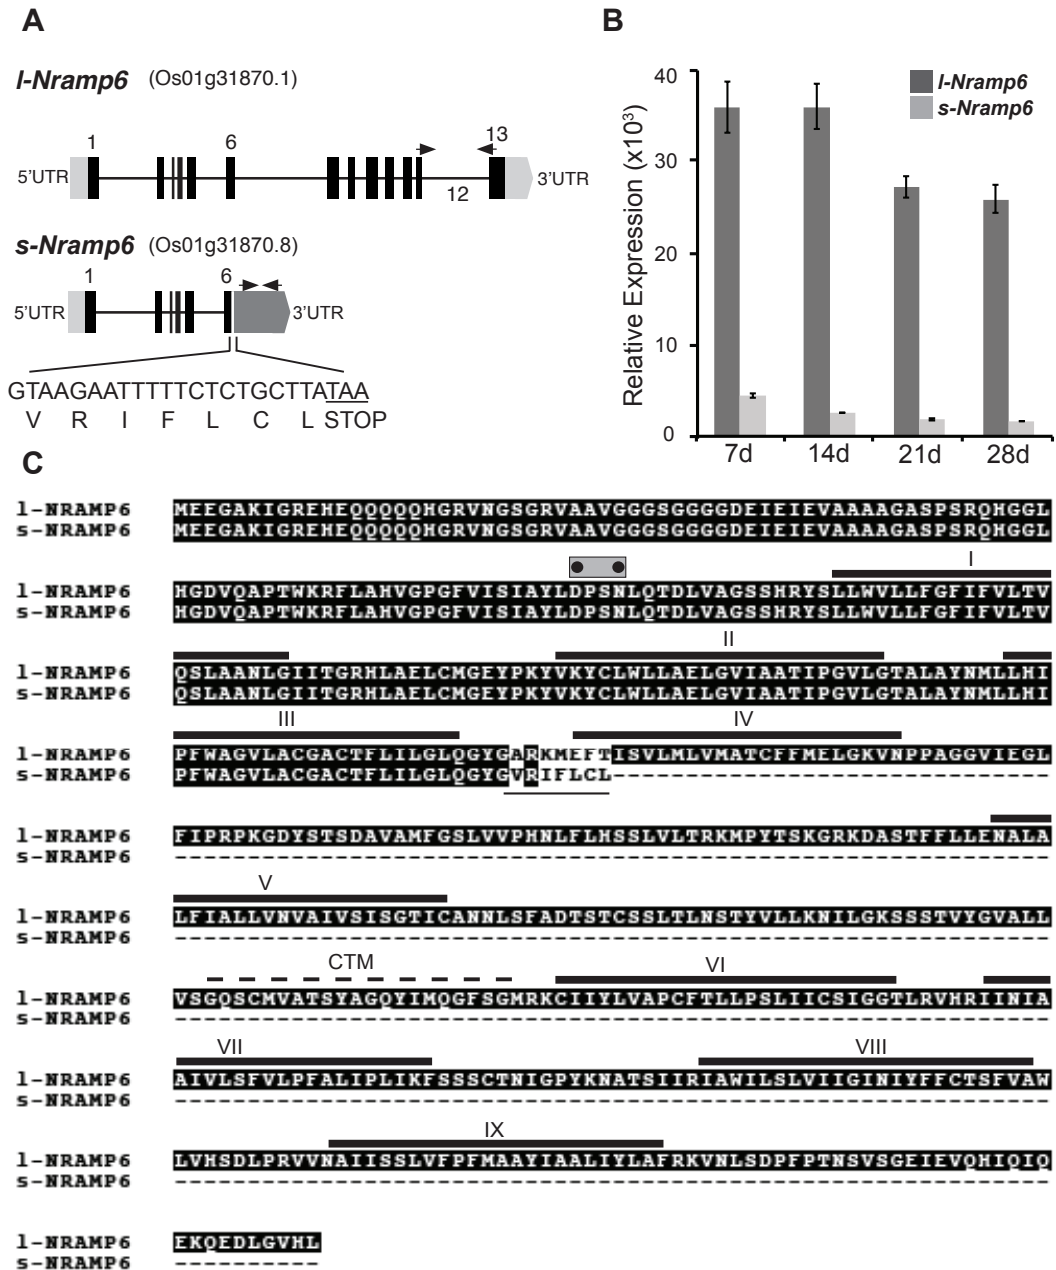 A
l-Nramp6 (Os01g31870.1)
1 6 13
5'UTR 3'UTR
12
s-Nramp6 (Os01g31870.8)
1 6
5'UTR 3'UTR
GTAAGAATTTTTCTCTGCTTATAA
V R I F L C L STOP
B
Relative Expression (x10³)
40
30
20
10
0
l-Nramp6
s-Nramp6
7d 14d 21d 28d
C
l-NRAMP6 MEEGAKIGREHEQQQQQHGRVNGSGRVAAVGGGSGGGGDEIEIEVAAAAGASPSRQHGGL
s-NRAMP6 MEEGAKIGREHEQQQQQHGRVNGSGRVAAVGGGSGGGGDEIEIEVAAAAGASPSRQHGGL
I
l-NRAMP6 HGDVQAPTWKRFLAHVGPGFVISIAYLDPSNLQTDLVAGSSHRYSLLWVLLFGFIFVLTV
s-NRAMP6 HGDVQAPTWKRFLAHVGPGFVISIAYLDPSNLQTDLVAGSSHRYSLLWVLLFGFIFVLTV
II
l-NRAMP6 QSLAANLGIITGRHLAELCMGEYPKYVKYCLWLLAELGVIAATIPGVLGTALAYNMLLHI
s-NRAMP6 QSLAANLGIITGRHLAELCMGEYPKYVKYCLWLLAELGVIAATIPGVLGTALAYNMLLHI
III IV
l-NRAMP6 PFWAGVLACGACTFLILGLQGYGARKMEFTISVLMLVMATCFFMELGKVNPPAGGVIEGL
s-NRAMP6 PFWAGVLACGACTFLILGLQGYGVRIFLCL------------------------------
l-NRAMP6 FIPRPKGDYSTSDAVAMFGSLVVPHNLFLHSSLVLTRKMPYTSKGRKDASTFFLLENALA
s-NRAMP6 ------------------------------------------------------------
V
l-NRAMP6 LFIALLVNVAIVSISGTICANNLSFADTSTCSSLTLNSTYVLLKNILGKSSSTVYGVALL
s-NRAMP6 ------------------------------------------------------------
CTM VI
l-NRAMP6 VSGQSCMVATSYAGQYIMQGFSGMRKCIIYLVAPCFTLLPSLIICSIGGTLRVHRIINIA
s-NRAMP6 ------------------------------------------------------------
VII VIII
l-NRAMP6 AIVLSFVLPFALIPLIKFSSSCTNIGPYKNATSIIRIAWILSLVIIGINIYFFCTSFVAW
s-NRAMP6 ------------------------------------------------------------
IX
l-NRAMP6 LVHSDLPRVVNAIISSLVFPFMAAYIAALIYLAFRKVNLSDPFPTNSVSGEIEVQHIQIQ
s-NRAMP6 ------------------------------------------------------------
l-NRAMP6 EKQEDLGVHL
s-NRAMP6 ----------